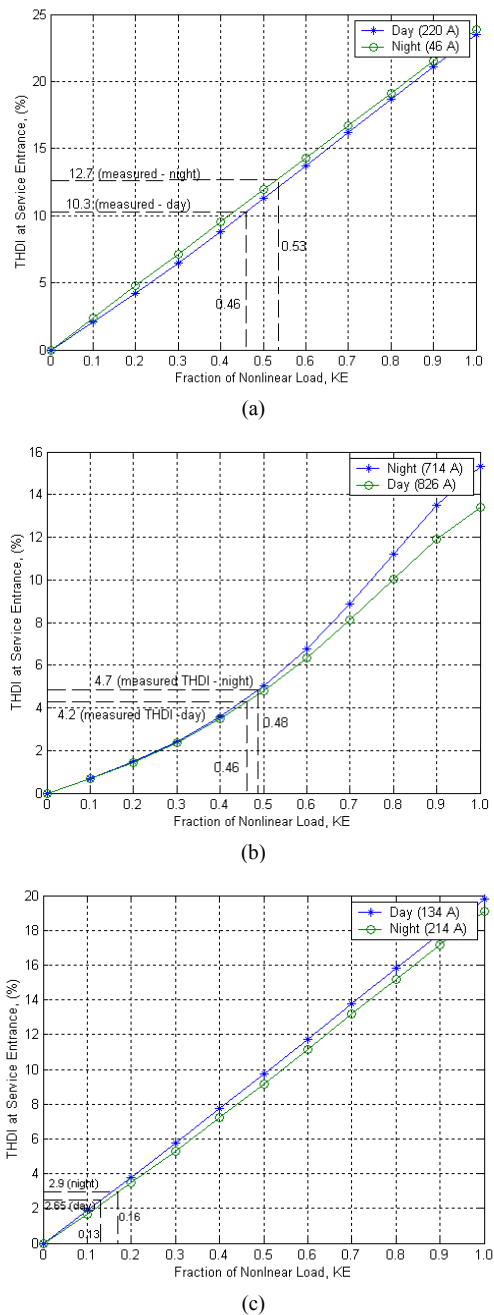 Day (220 A)
Night (46 A)
THDI at Service Entrance, (%)
25
20
15
10
5
0
12.7 (measured - night)
10.3 (measured - day)
0.53
0.46
0 0.1 0.2 0.3 0.4 0.5 0.6 0.7 0.8 0.9 1.0
Fraction of Nonlinear Load, KE
(a)
Night (714 A)
Day (826 A)
THDI at Service Entrance, (%)
16
14
12
10
8
6
4
2
0
4.7 (measured THDI - night)
4.2 (measured THDI -day)
0.48
0.46
0 0.1 0.2 0.3 0.4 0.5 0.6 0.7 0.8 0.9 1.0
Fraction of Nonlinear Load, KE
(b)
Day (134 A)
Night (214 A)
THDI at Service Entrance, (%)
20
18
16
14
12
10
8
6
4
2
0
2.9 (night)
2.65 (day)
0.16
0.13
0 0.1 0.2 0.3 0.4 0.5 0.6 0.7 0.8 0.9 1.0
Fraction of Nonlnear Load, KE
(c)